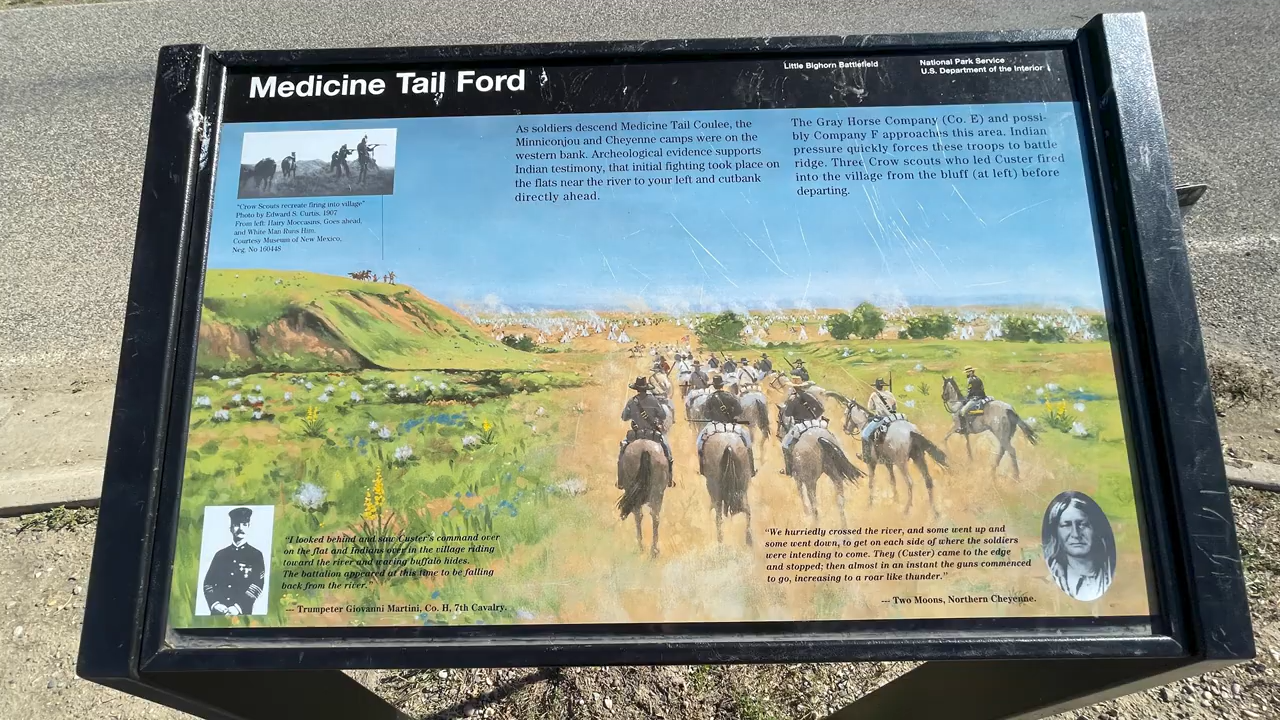 Medicine Tail Ford
Little Bighorn Battlefield
National Park Service
U.S. Department of the Interior
As soldiers descend Medicine Tail Coulee, the
Minniconjou and Cheyenne camps were on the
western bank. Archeological evidence supports
Indian testimony, that initial fighting took place on
the flats near the river to your left and cutbank
directly ahead.
The Gray Horse Company (Co. E) and possi-
bly Company F approaches this area. Indian
pressure quickly forces these troops to battle
ridge. Three Crow scouts who led Custer fired
into the village from the bluff (at left) before
departing.
"Crow Scouts recreate firing into village"
Photo by Edward S. Curtis, 1907
From left: Hairy Moccasins, Goes ahead,
and White Man Runs Him.
Courtesy Museum of New Mexico,
Neg. No 160448
"I looked behind and saw Custer's command over
on the flat and Indians over in the village riding
toward the river and waving buffalo hides.
The battalion appeared at this time to be falling
back from the river."
--- Trumpeter Giovanni Martini, Co. H, 7th Cavalry.
"We hurriedly crossed the river, and some went up and
some went down, to get on each side of where the soldiers
were intending to come. They (Custer) came to the edge
and stopped; then almost in an instant the guns commenced
to go, increasing to a roar like thunder."
--- Two Moons, Northern Cheyenne.